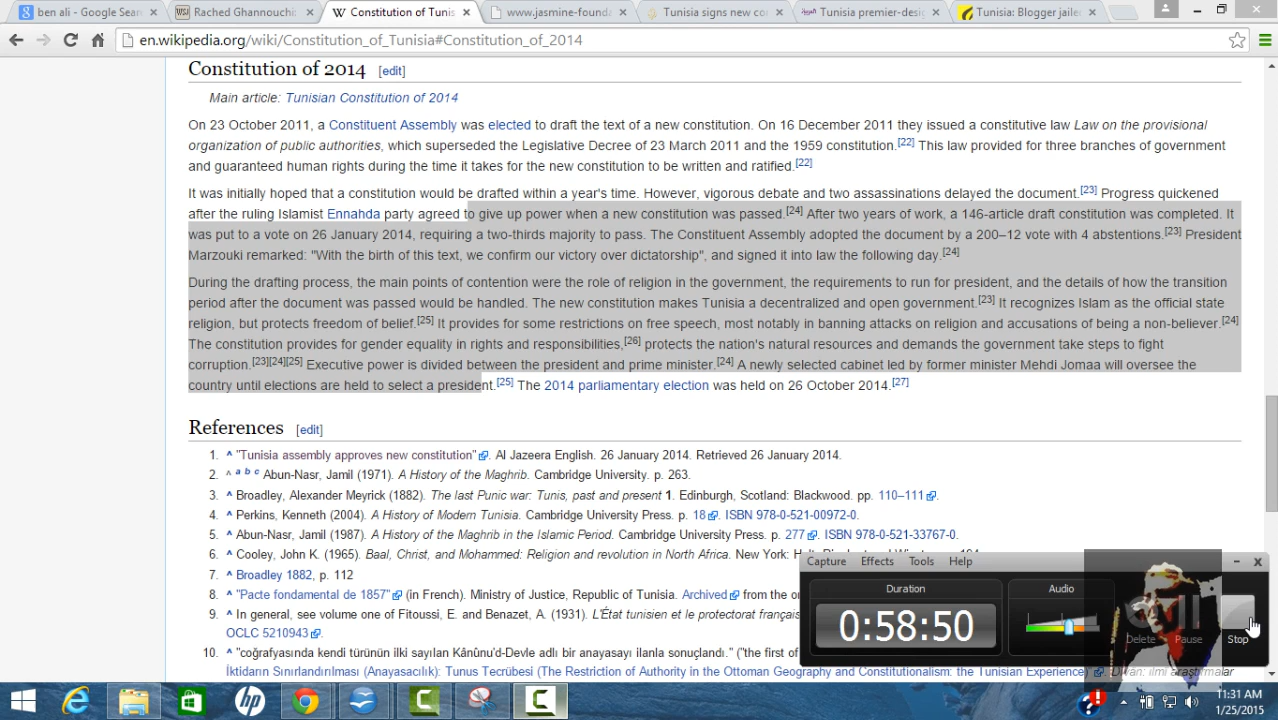 ben ali - Google Sear
Rached Ghannouchi
Constitution of Tunis
www.jasmine-founda
Tunisia signs new co
Tunisia premier-desi
Tunisia: Blogger jaile
en.wikipedia.org/wiki/Constitution_of_Tunisia#Constitution_of_2014
Constitution of 2014 [edit]
Main article: Tunisian Constitution of 2014
On 23 October 2011, a Constituent Assembly was elected to draft the text of a new constitution. On 16 December 2011 they issued a constitutive law Law on the provisional
organization of public authorities, which superseded the Legislative Decree of 23 March 2011 and the 1959 constitution.[22] This law provided for three branches of government
and guaranteed human rights during the time it takes for the new constitution to be written and ratified.[22]
It was initially hoped that a constitution would be drafted within a year's time. However, vigorous debate and two assassinations delayed the document.[23] Progress quickened
after the ruling Islamist Ennahda party agreed to give up power when a new constitution was passed.[24] After two years of work, a 146-article draft constitution was completed. It
was put to a vote on 26 January 2014, requiring a two-thirds majority to pass. The Constituent Assembly adopted the document by a 200–12 vote with 4 abstentions.[23] President
Marzouki remarked: "With the birth of this text, we confirm our victory over dictatorship", and signed it into law the following day.[24]
During the drafting process, the main points of contention were the role of religion in the government, the requirements to run for president, and the details of how the transition
period after the document was passed would be handled. The new constitution makes Tunisia a decentralized and open government.[23] It recognizes Islam as the official state
religion, but protects freedom of belief.[25] It provides for some restrictions on free speech, most notably in banning attacks on religion and accusations of being a non-believer.[24]
The constitution provides for gender equality in rights and responsibilities,[26] protects the nation's natural resources and demands the government take steps to fight
corruption.[23][24][25] Executive power is divided between the president and prime minister.[24] A newly selected cabinet led by former minister Mehdi Jomaa will oversee the
country until elections are held to select a president.[25] The 2014 parliamentary election was held on 26 October 2014.[27]
References [edit]
1. ^ "Tunisia assembly approves new constitution". Al Jazeera English. 26 January 2014. Retrieved 26 January 2014.
2. ^ a b c Abun-Nasr, Jamil (1971). A History of the Maghrib. Cambridge University. p. 263.
3. ^ Broadley, Alexander Meyrick (1882). The last Punic war: Tunis, past and present 1. Edinburgh, Scotland: Blackwood. pp. 110–111.
4. ^ Perkins, Kenneth (2004). A History of Modern Tunisia. Cambridge University Press. p. 18. ISBN 978-0-521-00972-0.
5. ^ Abun-Nasr, Jamil (1987). A History of the Maghrib in the Islamic Period. Cambridge University Press. p. 277. ISBN 978-0-521-33767-0.
6. ^ Cooley, John K. (1965). Baal, Christ, and Mohammed: Religion and revolution in North Africa. New York:
7. ^ Broadley 1882, p. 112
8. ^ "Pacte fondamental de 1857" (in French). Ministry of Justice, Republic of Tunisia. Archived from the
9. ^ In general, see volume one of Fitoussi, E. and Benazet, A. (1931). L'État tunisien et le protectorat français
OCLC 5210943.
10. ^ "coğrafyasında kendi türünün ilki sayılan Kânûnu'd-Devle adlı bir anayasayı ilanla sonuçlandı." ("the first of
İktidarın Sınırlandırılması (Anayasacılık): Tunus Tecrübesi (The Restriction of Authority in the Ottoman Geography and Constitutionalism: the Tunisian Experience)
Capture Effects Tools Help
Duration
Audio
0:58:50
Delete Pause Stop
hp
11:31 AM
1/25/2015